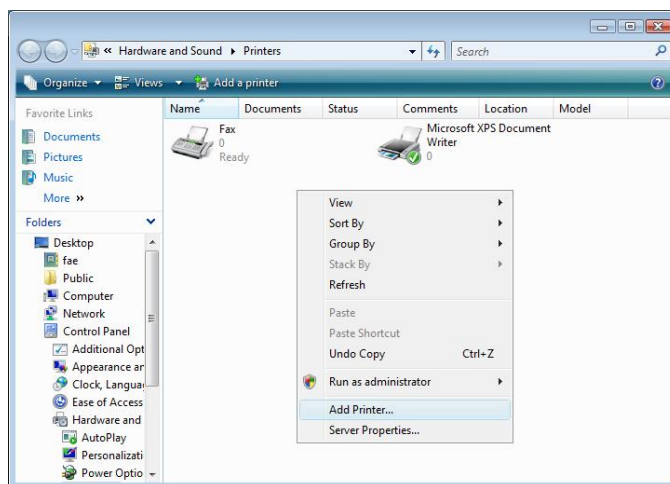 « Hardware and Sound Printers
Search
Organize Views Add a printer
Favorite Links
Documents
Pictures
Music
More »
Folders
Desktop
fae
Public
Computer
Network
Control Panel
Additional Opt
Appearance an
Clock, Languag
Ease of Access
Hardware and
AutoPlay
Personalizati
Power Optio
Name Documents Status Comments Location Model
Fax
0
Ready
Microsoft XPS Document
Writer
0
View
Sort By
Group By
Stack By
Refresh
Paste
Paste Shortcut
Undo Copy Ctrl+Z
Run as administrator
Add Printer...
Server Properties...